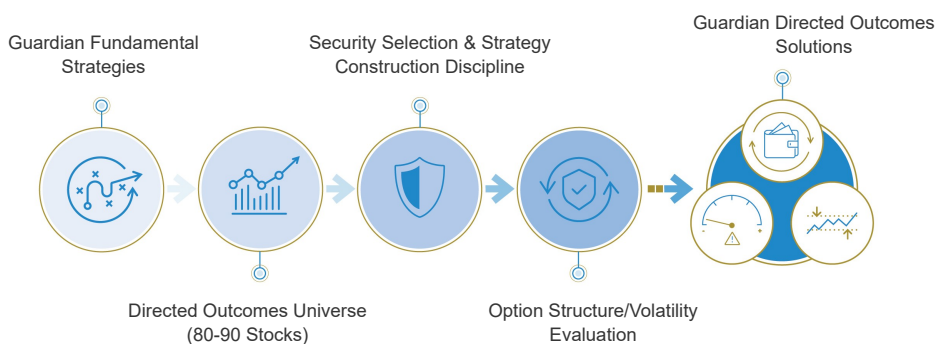 Guardian Fundamental
Strategies
Directed Outcomes Universe
(80-90 Stocks)
Security Selection & Strategy
Construction Discipline
Option Structure/Volatility
Evaluation
Guardian Directed Outcomes
Solutions
- +